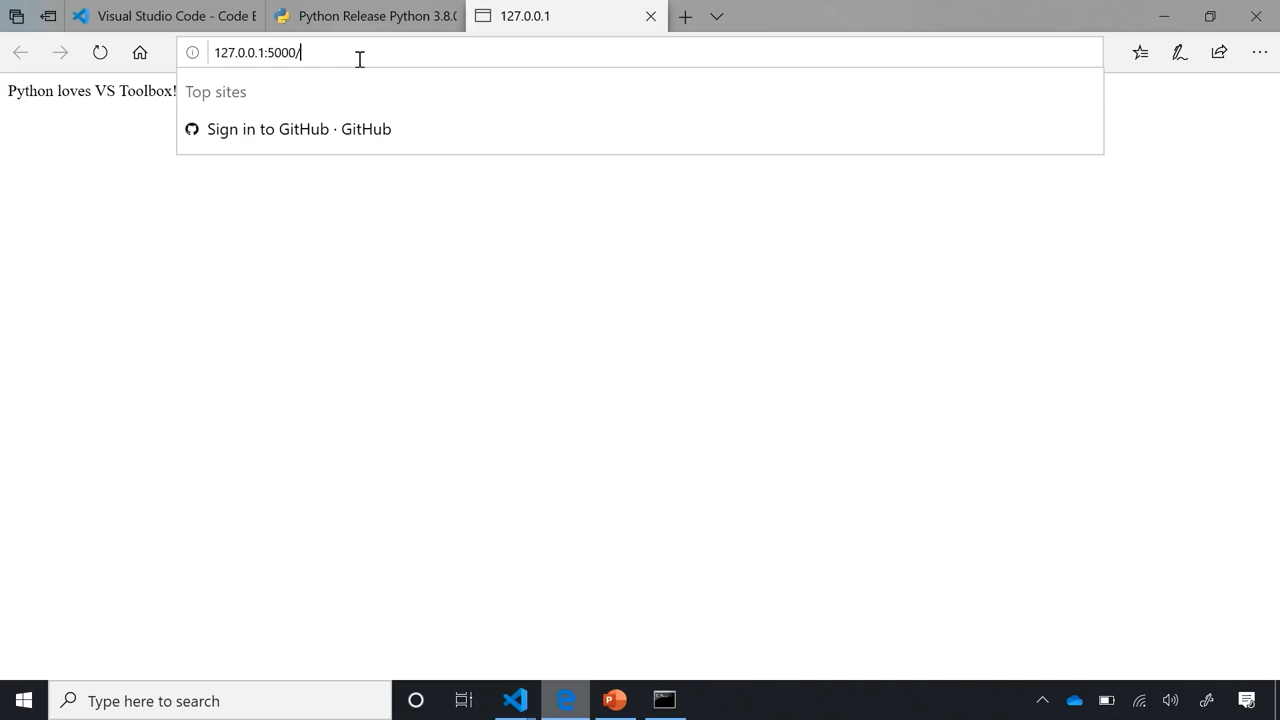 Visual Studio Code - Code E
Python Release Python 3.8.0
127.0.0.1
127.0.0.1:5000/
Python loves VS Toolbox!
Top sites
Sign in to GitHub · GitHub
Type here to search